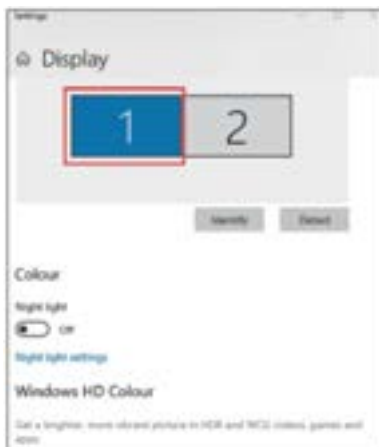 Settings
Display
1 2
Identify Detect
Colour
Night light
Off
Night light settings
Windows HD Colour
Get a brighter, more vibrant picture in HDR and WCG videos, games and
apps